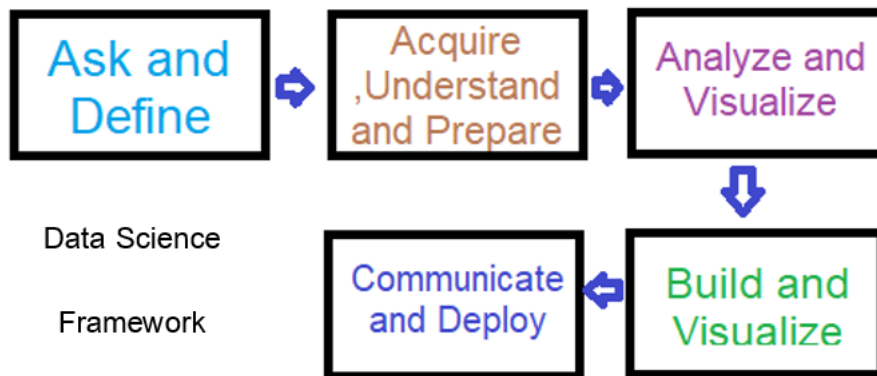 Ask and
Define
Acquire
,Understand
and Prepare
Analyze and
Visualize
Data Science
Framework
Communicate
and Deploy
Build and
Visualize